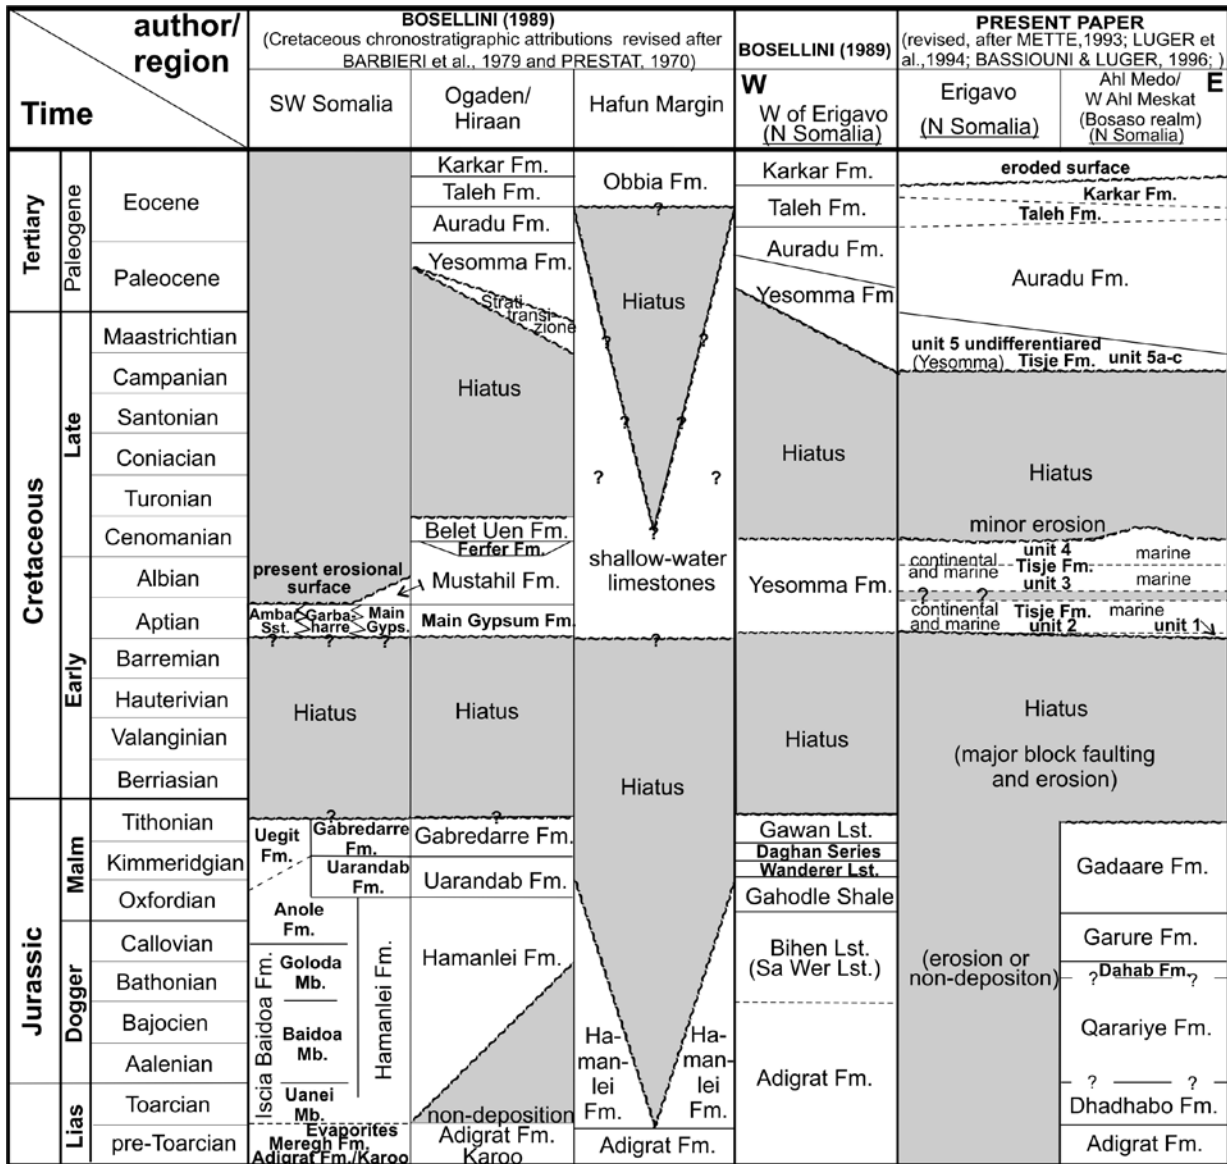 author/
region
Time
BOSELLINI (1989)
(Cretaceous chronostratigraphic attributions revised after
BARBIERI et al., 1979 and PRESTAT, 1970)
BOSELLINI (1989)
PRESENT PAPER
(revised, after METTE,1993; LUGER et
al.,1994; BASSIOUNI & LUGER, 1996; )
SW Somalia
Ogaden/
Hiraan
Hafun Margin
W
W of Erigavo
(N Somalia)
Erigavo
(N Somalia)
Ahl Medo/
W Ahl Meskat
(Bosaso realm)
(N Somalia)
E
Tertiary
Paleogene
Eocene
Paleocene
Cretaceous
Late
Maastrichtian
Campanian
Santonian
Coniacian
Turonian
Cenomanian
Early
Albian
Aptian
Barremian
Hauterivian
Valanginian
Berriasian
Jurassic
Malm
Tithonian
Kimmeridgian
Oxfordian
Dogger
Callovian
Bathonian
Bajocien
Aalenian
Lias
Toarcian
pre-Toarcian
present erosional
surface
Ambar
Sst.
Garba-
harre
Main
Gyps.
? ? ?
Hiatus
?
Uegit
Fm.
Gabredarre
Fm.
Uarandab
Fm.
Anole
Fm.
Iscia Baidoa Fm.
Goloda
Mb.
Baidoa
Mb.
Uanei
Mb.
Hamanlei Fm.
Evaporites
Meregh Fm.
Adigrat Fm./Karoo
Karkar Fm.
Taleh Fm.
Auradu Fm.
Yesomma Fm.
Strati
transi-
zione
Hiatus
Belet Uen Fm.
Ferfer Fm.
Mustahil Fm.
Main Gypsum Fm.
Hiatus
?
Gabredarre Fm.
Uarandab Fm.
Hamanlei Fm.
non-deposition
Adigrat Fm.
Karoo
Obbia Fm.
?
Hiatus
? ?
? ?
? ?
?
shallow-water
limestones
?
Hiatus
Ha-
man-
lei
Fm.
Ha-
man-
lei
Fm.
Adigrat Fm.
Karkar Fm.
Taleh Fm.
Auradu Fm.
Yesomma Fm
Hiatus
Yesomma Fm.
Hiatus
Gawan Lst.
Daghan Series
Wanderer Lst.
Gahodle Shale
Bihen Lst.
(Sa Wer Lst.)
Adigrat Fm.
eroded surface
Karkar Fm.
Taleh Fm.
Auradu Fm.
unit 5 undifferentiared
(Yesomma) Tisje Fm. unit 5a-c
Hiatus
minor erosion
continental
and marine
unit 4
Tisje Fm.
unit 3
marine
marine
? ?
continental
and marine
Tisje Fm.
unit 2
marine
unit 1
Hiatus
(major block faulting
and erosion)
(erosion or
non-depositon)
Gadaare Fm.
Garure Fm.
Dahab Fm.
? ?
Qarariye Fm.
? ?
Dhadhabo Fm.
Adigrat Fm.